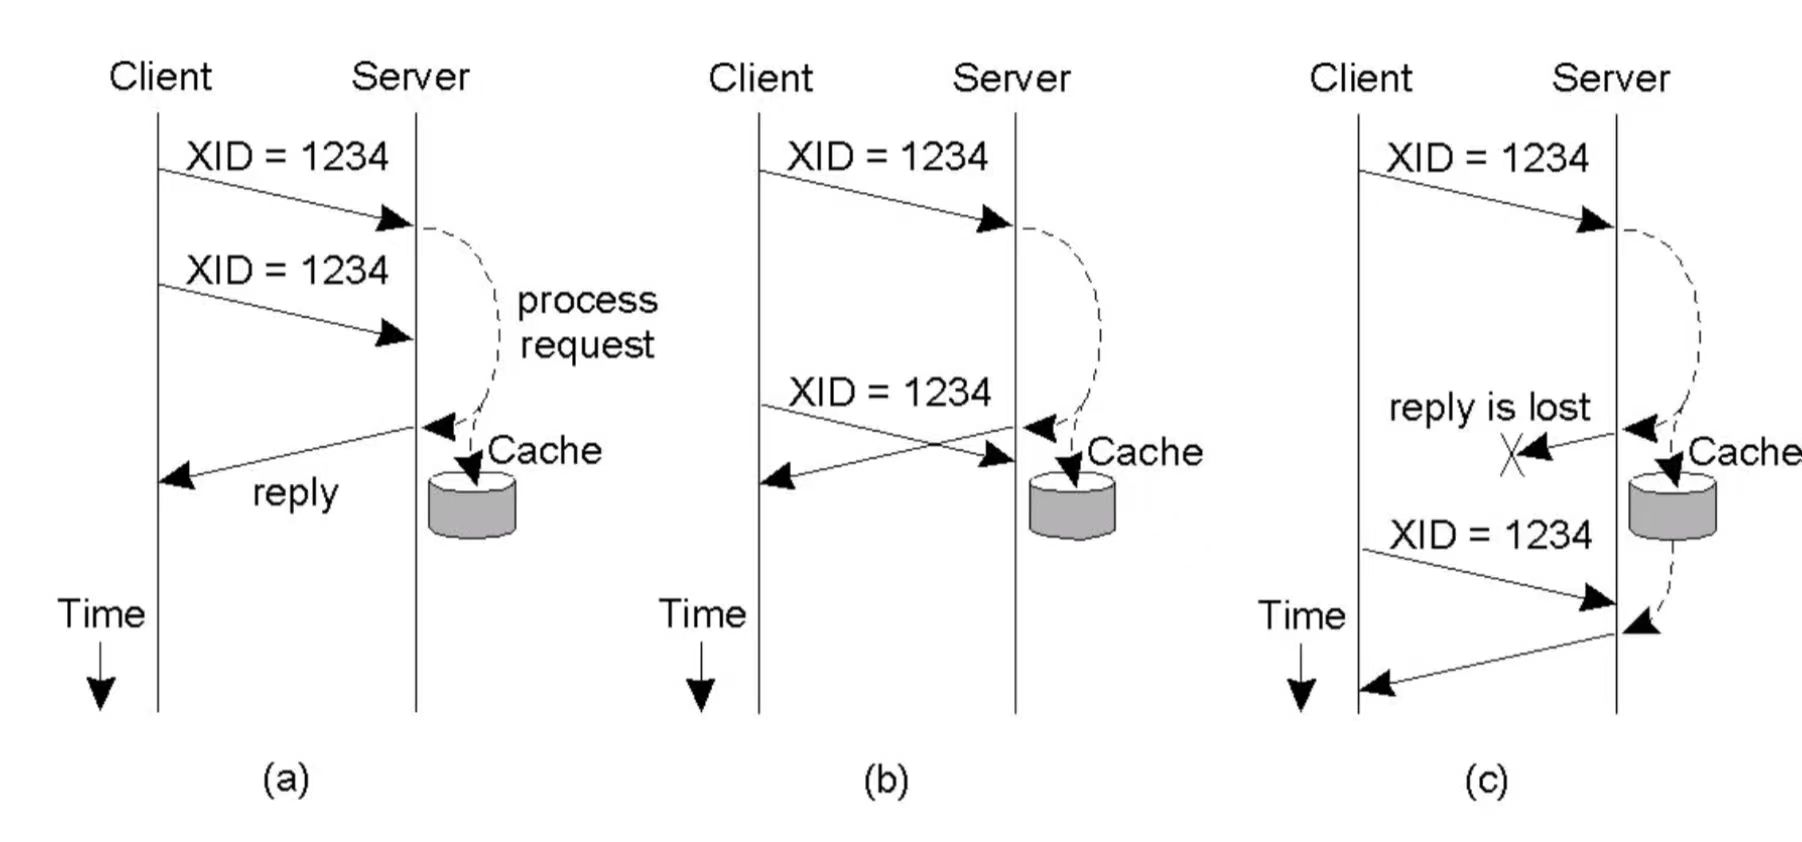 Client Server
XID = 1234
XID = 1234
process
request
Cache
reply
Time
(a)
Client Server
XID = 1234
XID = 1234
Cache
Time
(b)
Client Server
XID = 1234
reply is lost
Cache
XID = 1234
Time
(c)